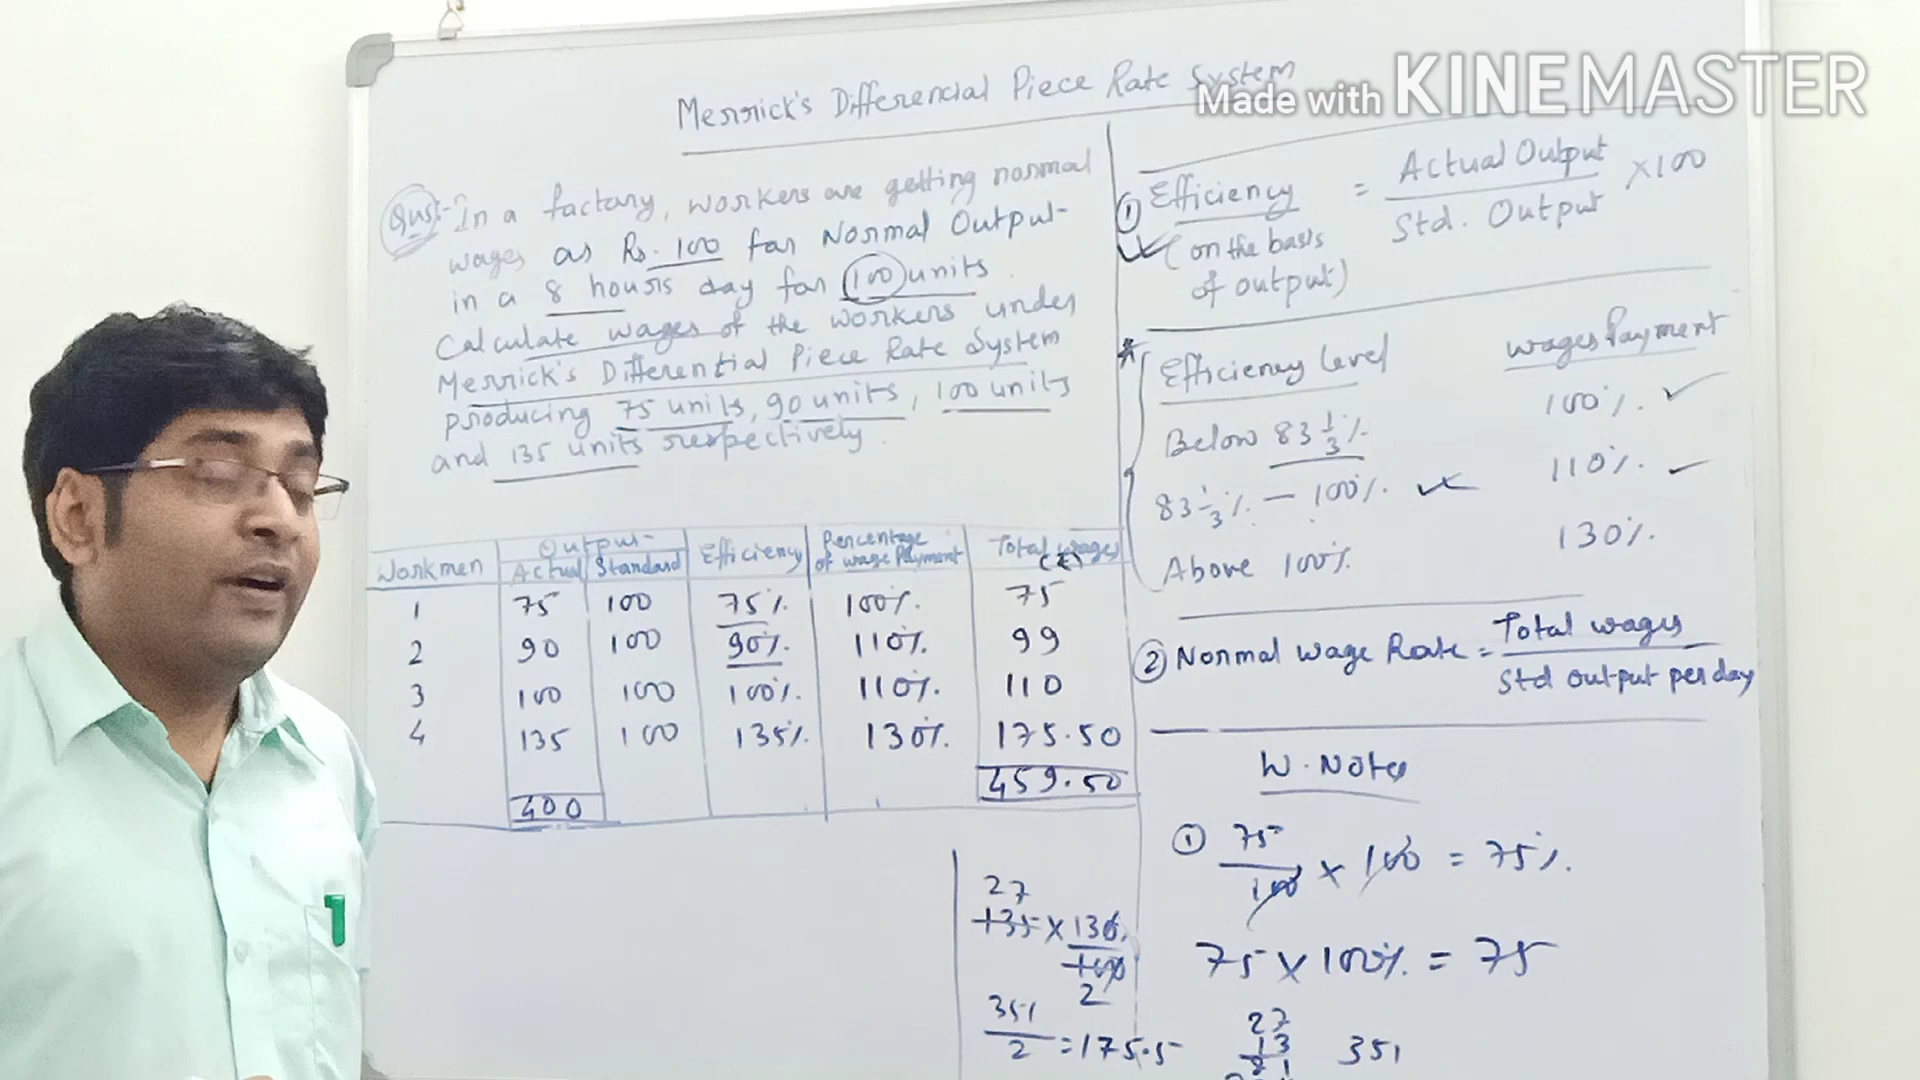 Merrick's Differencial Piece Rate System
Made with KINEMASTER
Qus:- In a factory, workers are getting normal
wages as Rs. 100 for Normal Output
in a 8 hours day for 100 units.
Calculate wages of the workers under
Merrick's Differential Piece Rate System
producing 75 units, 90 units, 100 units
and 135 units respectively.
Workmen Output Efficiency Percentage of wage Payment Total wages (₹)
Actual Standard
1 75 100 75% 100% 75
2 90 100 90% 110% 99
3 100 100 100% 110% 110
4 135 100 135% 130% 175.50
400 459.50
27
135 × 130
100
2
351
2 = 175.5
① Efficiency = Actual Output × 100
Std. Output
(on the basis
of output)
* Efficiency Level Wages Payment
Below 83 1/3% 100%
83 1/3% — 100% 110%
Above 100% 130%
② Normal Wage Rate = Total wages
Std output per day
W. Notes
① 75
100 × 100 = 75%.
75 × 100% = 75
27
13 351
81